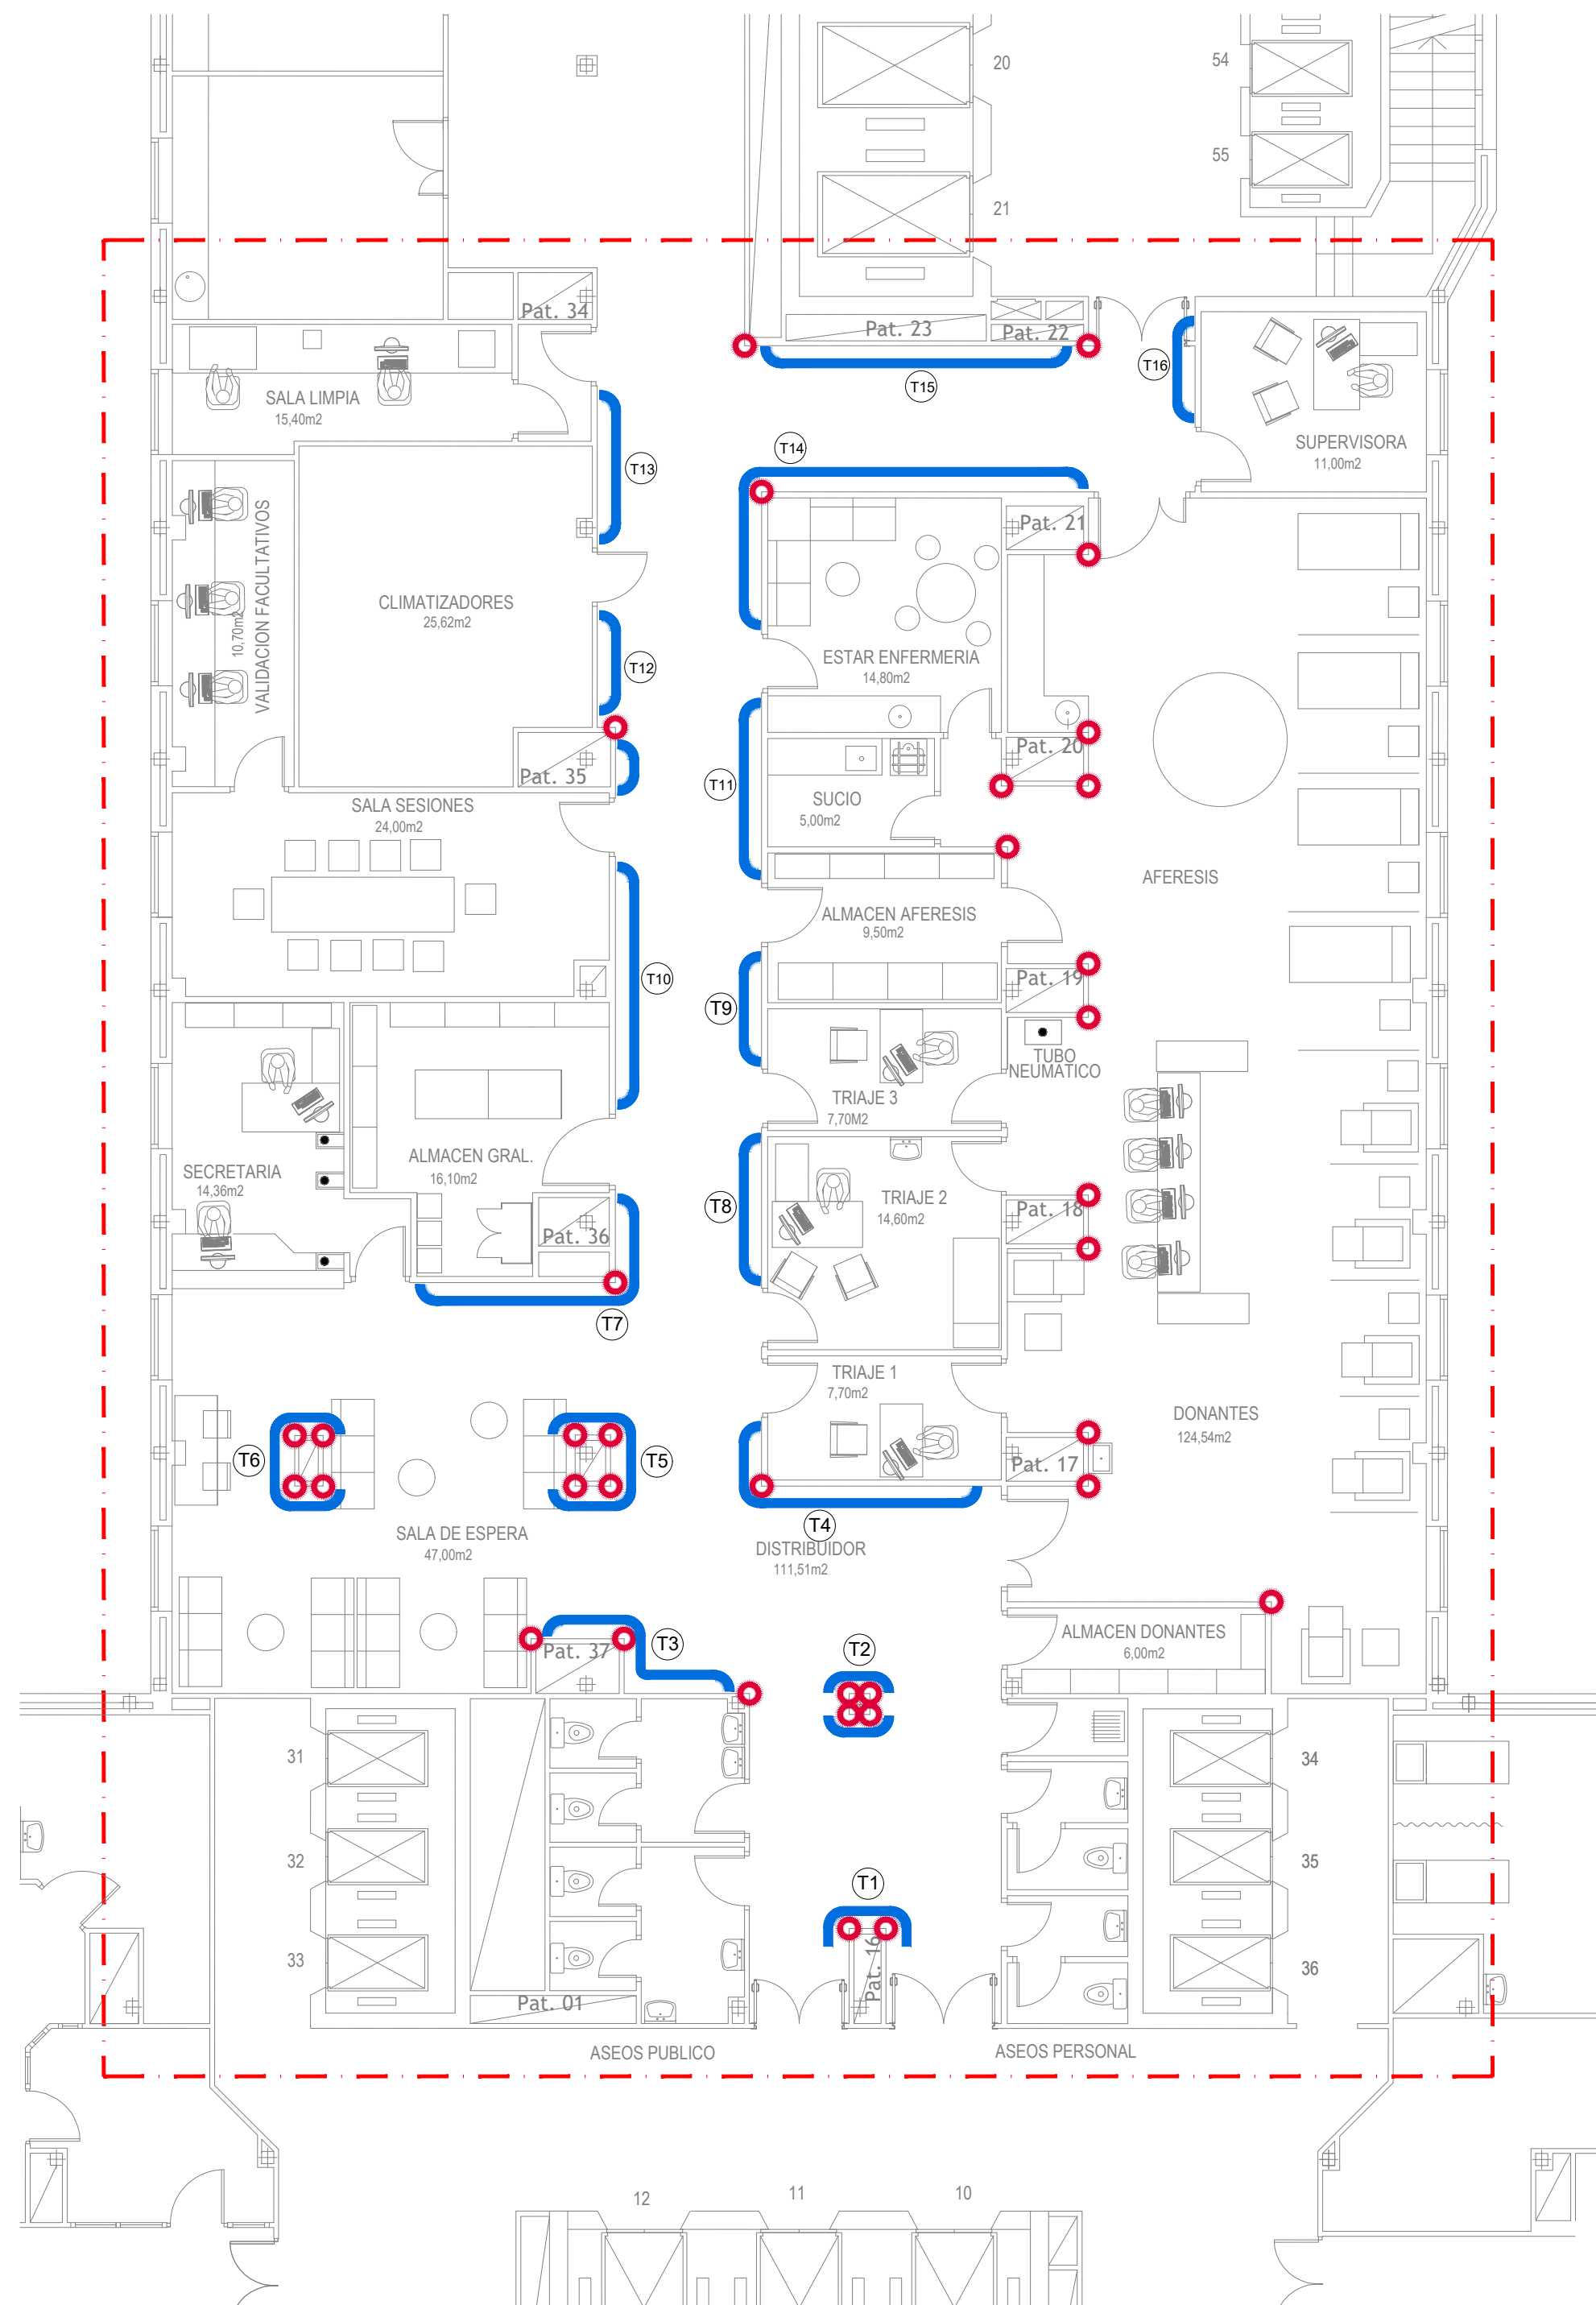 20
54
55
21
Pat. 34
Pat. 23
Pat. 22
T16
T15
SALA LIMPIA
15,40m2
SUPERVISORA
11,00m2
T14
T13
VALIDACION FACULTATIVOS
10,70m2
Pat. 21
CLIMATIZADORES
25,62m2
ESTAR ENFERMERIA
14,80m2
T12
Pat. 20
Pat. 35
T11
SALA SESIONES
24,00m2
SUCIO
5,00m2
AFERESIS
ALMACEN AFERESIS
9,50m2
T10
Pat. 19
T9
TUBO
NEUMATICO
TRIAJE 3
7,70M2
ALMACEN GRAL.
16,10m2
SECRETARIA
14,36m2
TRIAJE 2
14,60m2
T8
Pat. 18
Pat. 36
T7
TRIAJE 1
7,70m2
DONANTES
124,54m2
T6
T5
Pat. 17
SALA DE ESPERA
47,00m2
T4
DISTRIBUIDOR
111,51m2
ALMACEN DONANTES
6,00m2
T3
T2
Pat. 37
31
34
32
35
T1
33
36
Pat. 16
Pat. 01
ASEOS PUBLICO
ASEOS PERSONAL
12
11
10